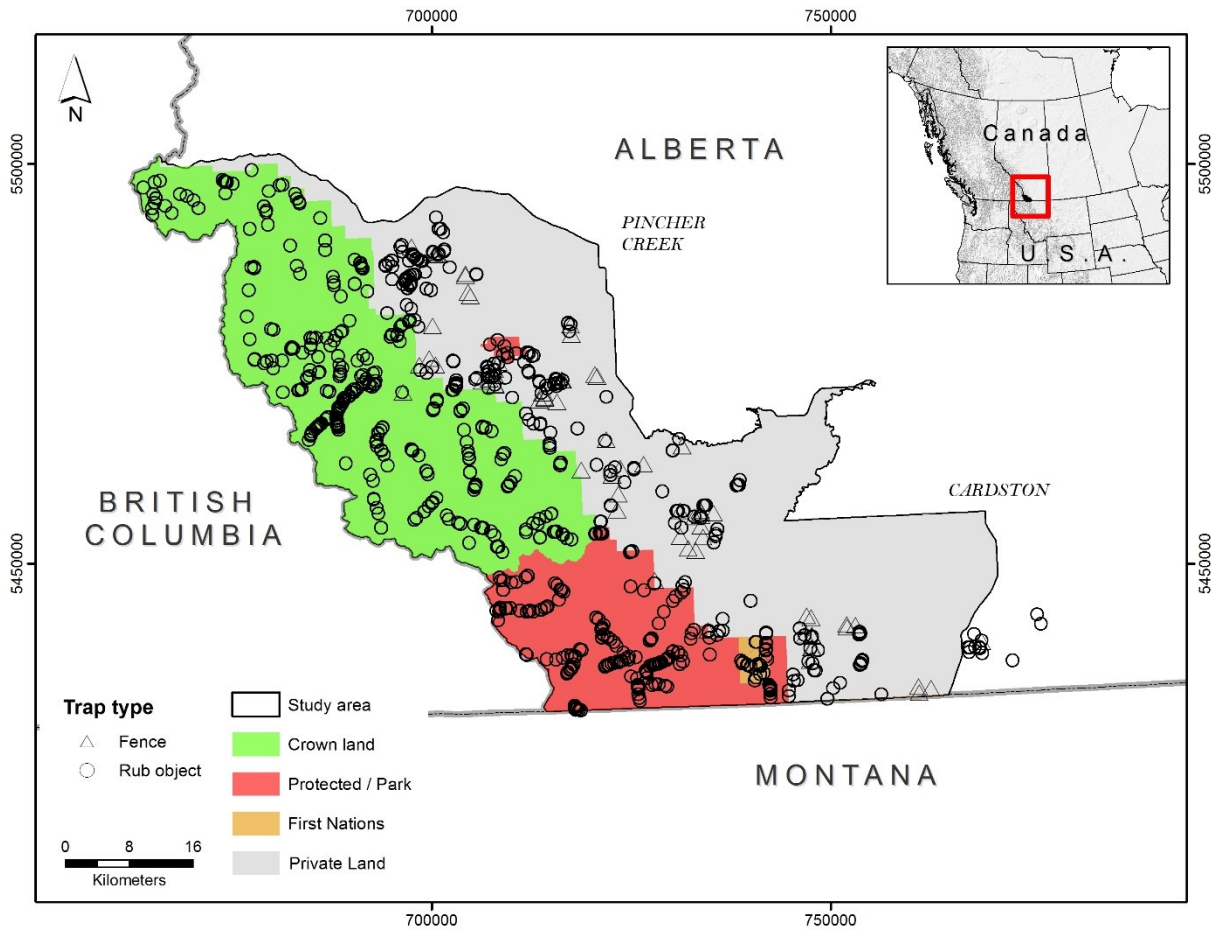 700000
750000
N
ALBERTA
Canada
U.S.A.
5500000
5500000
PINCHER
CREEK
BRITISH
COLUMBIA
CARDSTON
5450000
5450000
MONTANA
Trap type
Fence
Rub object
0 8 16
Kilometers
Study area
Crown land
Protected / Park
First Nations
Private Land
700000
750000